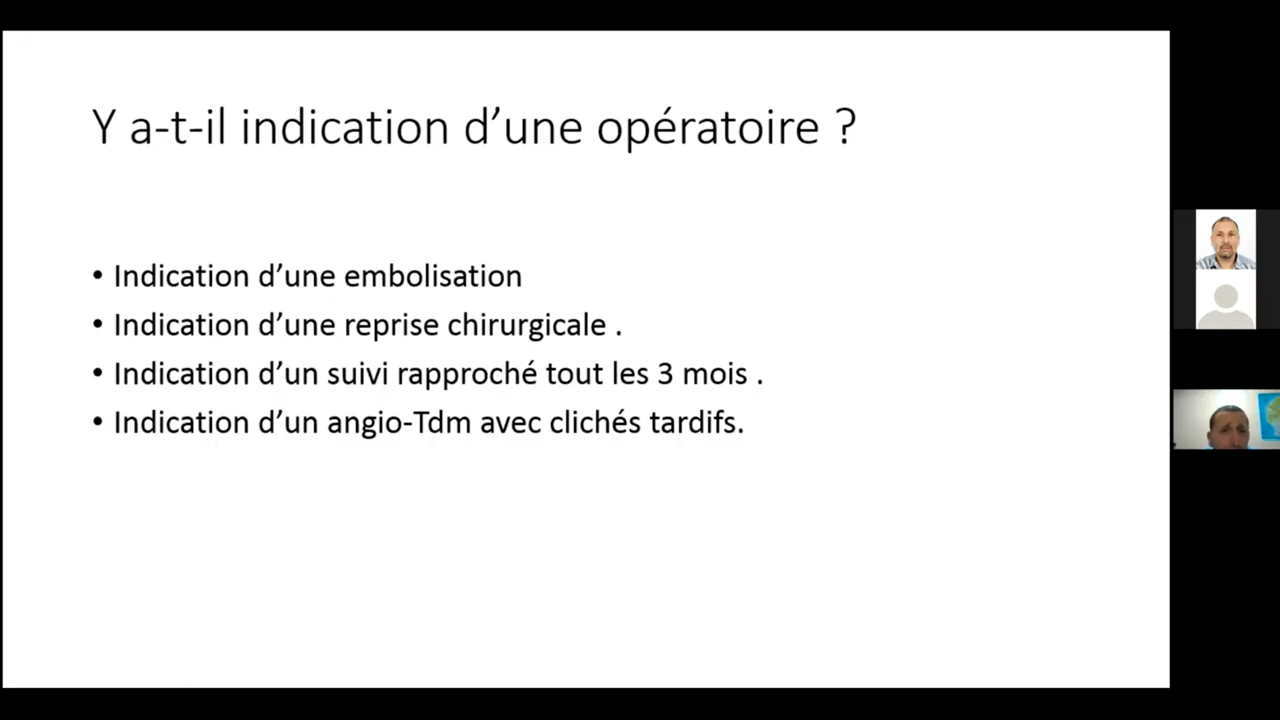 Y a-t-il indication d’une opératoire ?
• Indication d’une embolisation
• Indication d’une reprise chirurgicale .
• Indication d’un suivi rapproché tout les 3 mois .
• Indication d’un angio-Tdm avec clichés tardifs.